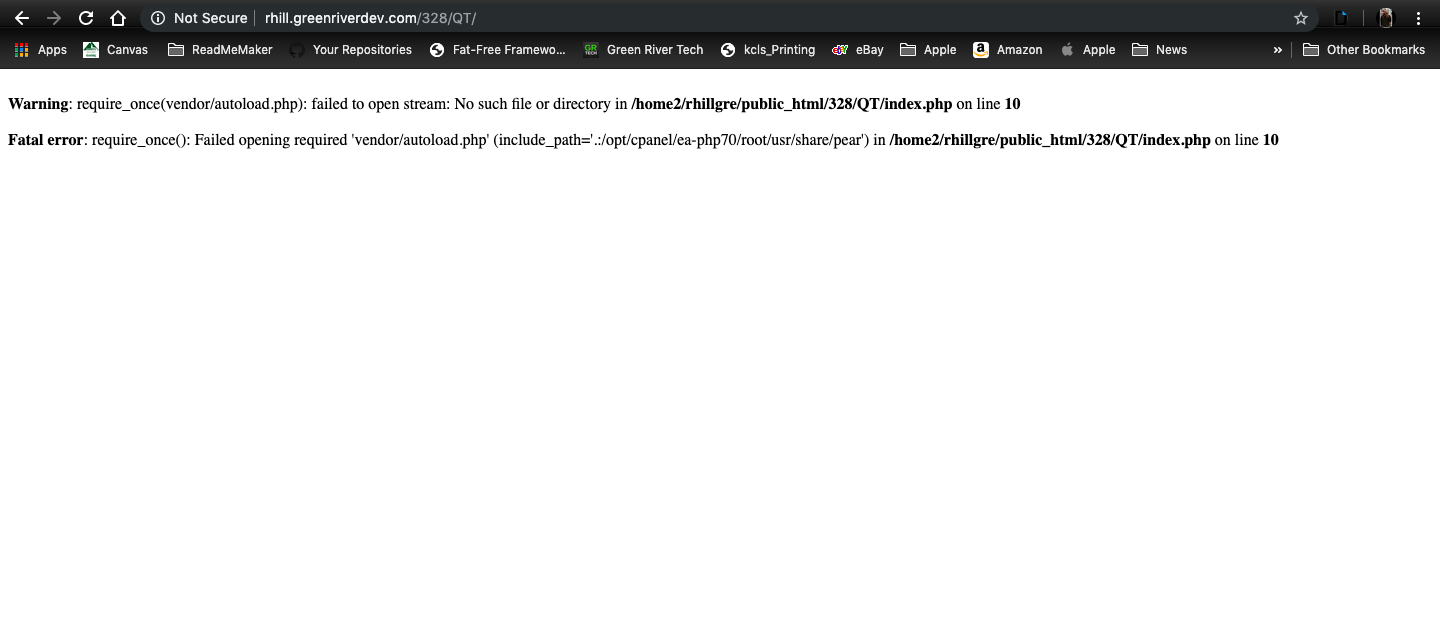 Not Secure rhill.greenriverdev.com/328/QT/
Apps Canvas ReadMeMaker Your Repositories Fat-Free Framewo... GR TECH Green River Tech kcls_Printing eBay Apple a Amazon Apple News » Other Bookmarks
Warning: require_once(vendor/autoload.php): failed to open stream: No such file or directory in /home2/rhillgre/public_html/328/QT/index.php on line 10
Fatal error: require_once(): Failed opening required 'vendor/autoload.php' (include_path='.:/opt/cpanel/ea-php70/root/usr/share/pear') in /home2/rhillgre/public_html/328/QT/index.php on line 10